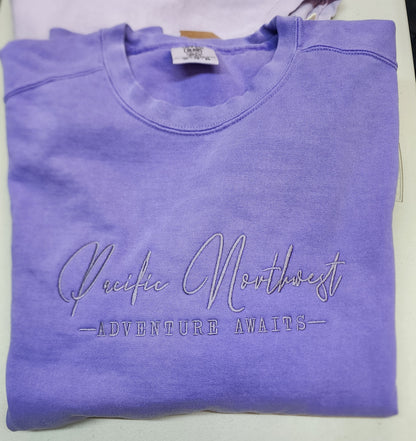 Pacific Northwest
—ADVENTURE AWAITS—